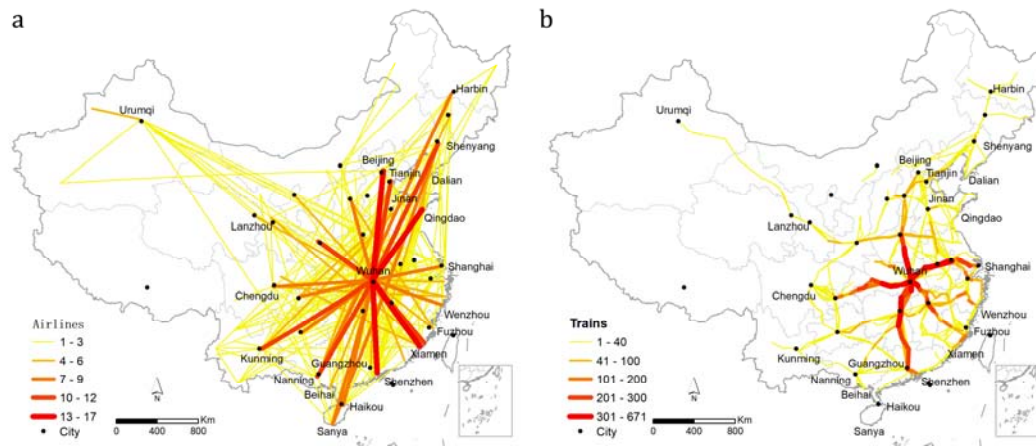 a
Urumqi
Harbin
Shenyang
Beijing
Tianjin
Dalian
Jinan
Qingdao
Lanzhou
Wuhan
Shanghai
Chengdu
Wenzhou
Fuzhou
Xiamen
Kunming
Guangzhou
Nanning
Shenzhen
Beihai
Haikou
Sanya
Airlines
1 - 3
4 - 6
7 - 9
10 - 12
13 - 17
City
N
0 400 800 Km
b
Urumqi
Harbin
Shenyang
Beijing
Tianjin
Dalian
Jinan
Qingdao
Lanzhou
Wuhan
Shanghai
Chengdu
Wenzhou
Fuzhou
Xiamen
Kunming
Guangzhou
Nanning
Shenzhen
Beihai
Haikou
Sanya
Trains
1 - 40
41 - 100
101 - 200
201 - 300
301 - 671
City
N
0 400 800 Km